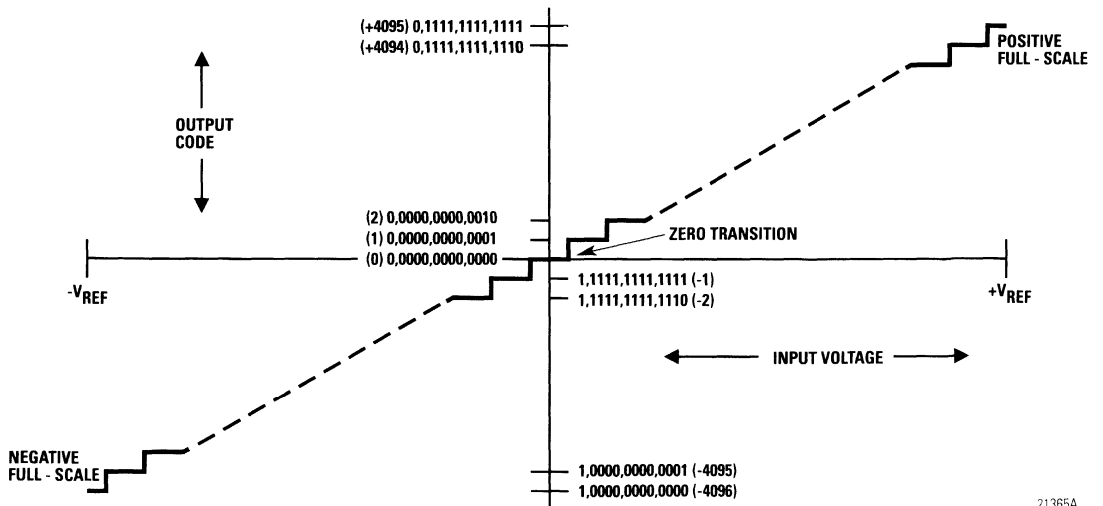 (+4095) 0,1111,1111,1111
(+4094) 0,1111,1111,1110
POSITIVE
FULL - SCALE
OUTPUT
CODE
(2) 0,0000,0000,0010
(1) 0,0000,0000,0001
(0) 0,0000,0000,0000
ZERO TRANSITION
-VREF
+VREF
1,1111,1111,1111 (-1)
1,1111,1111,1110 (-2)
INPUT VOLTAGE
NEGATIVE
FULL - SCALE
1,0000,0000,0001 (-4095)
1,0000,0000,0000 (-4096)
21365A